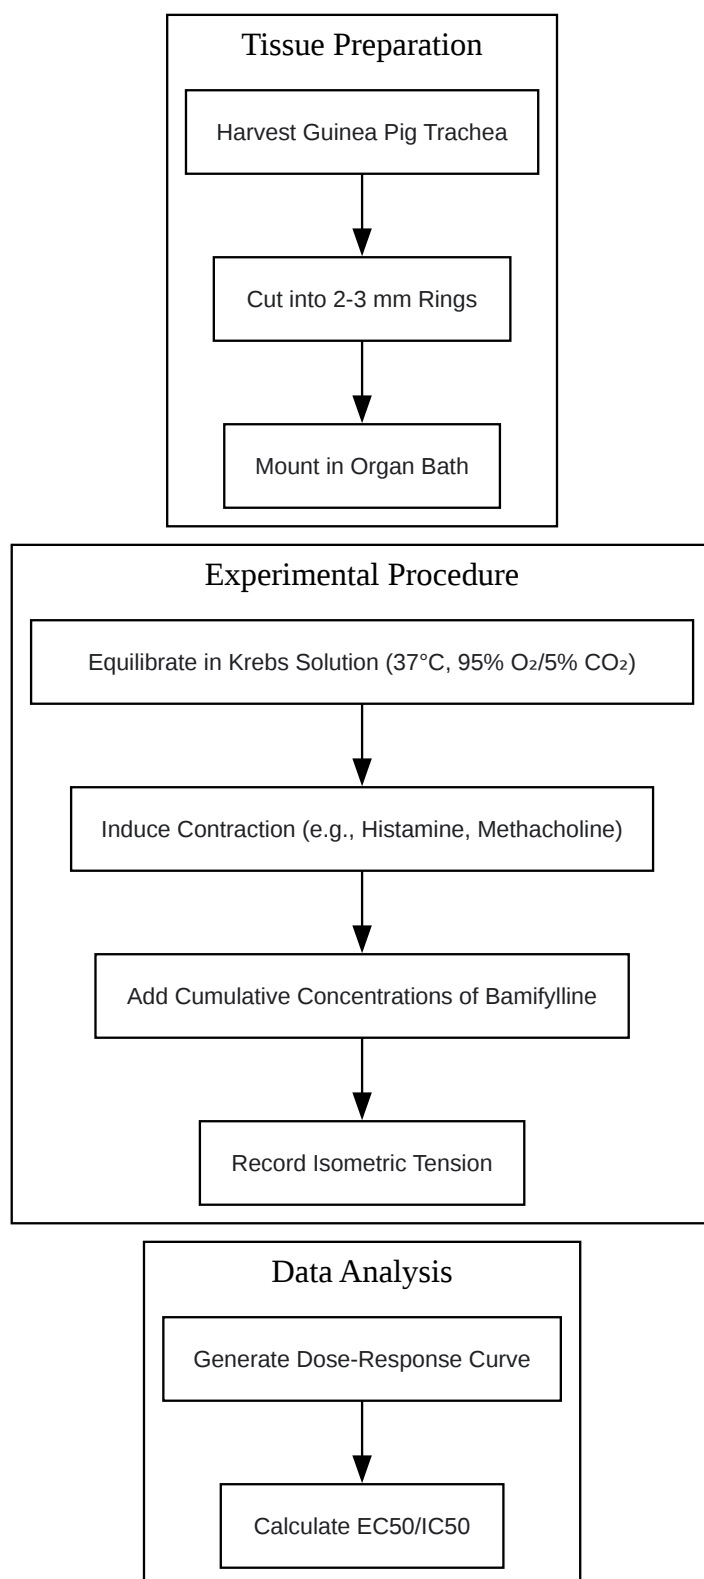 Tissue Preparation
Harvest Guinea Pig Trachea
Cut into 2-3 mm Rings
Mount in Organ Bath
Experimental Procedure
Equilibrate in Krebs Solution (37°C, 95% O₂/5% CO₂)
Induce Contraction (e.g., Histamine, Methacholine)
Add Cumulative Concentrations of Bamifylline
Record Isometric Tension
Data Analysis
Generate Dose-Response Curve
Calculate EC50/IC50